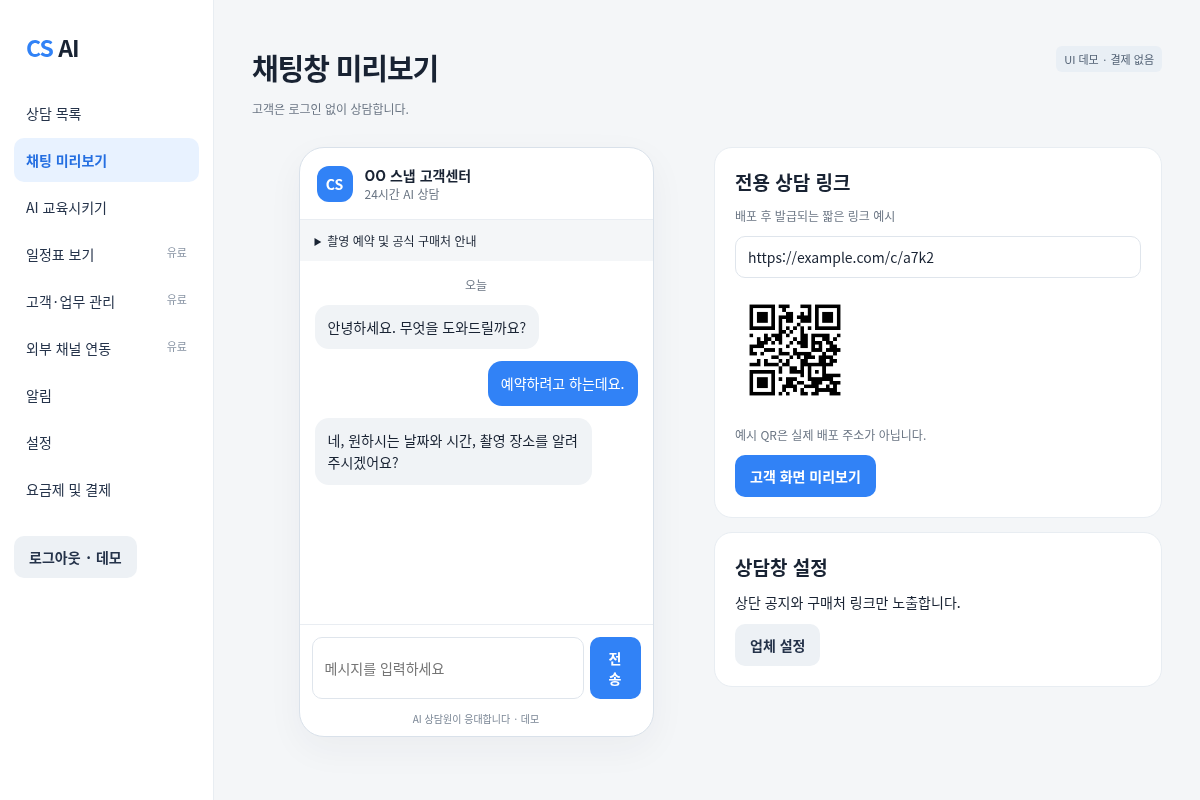 CS AI
상담 목록
채팅 미리보기
AI 교육시키기
일정표 보기 유료
고객·업무 관리 유료
외부 채널 연동 유료
알림
설정
요금제 및 결제
로그아웃 · 데모
채팅창 미리보기
고객은 로그인 없이 상담합니다.
UI 데모 · 결제 없음
CS
OO 스냅 고객센터
24시간 AI 상담
▶ 촬영 예약 및 공식 구매처 안내
오늘
안녕하세요. 무엇을 도와드릴까요?
예약하려고 하는데요.
네, 원하시는 날짜와 시간, 촬영 장소를 알려
주시겠어요?
메시지를 입력하세요
전
송
AI 상담원이 응대합니다 · 데모
전용 상담 링크
배포 후 발급되는 짧은 링크 예시
https://example.com/c/a7k2
예시 QR은 실제 배포 주소가 아닙니다.
고객 화면 미리보기
상담창 설정
상단 공지와 구매처 링크만 노출합니다.
업체 설정